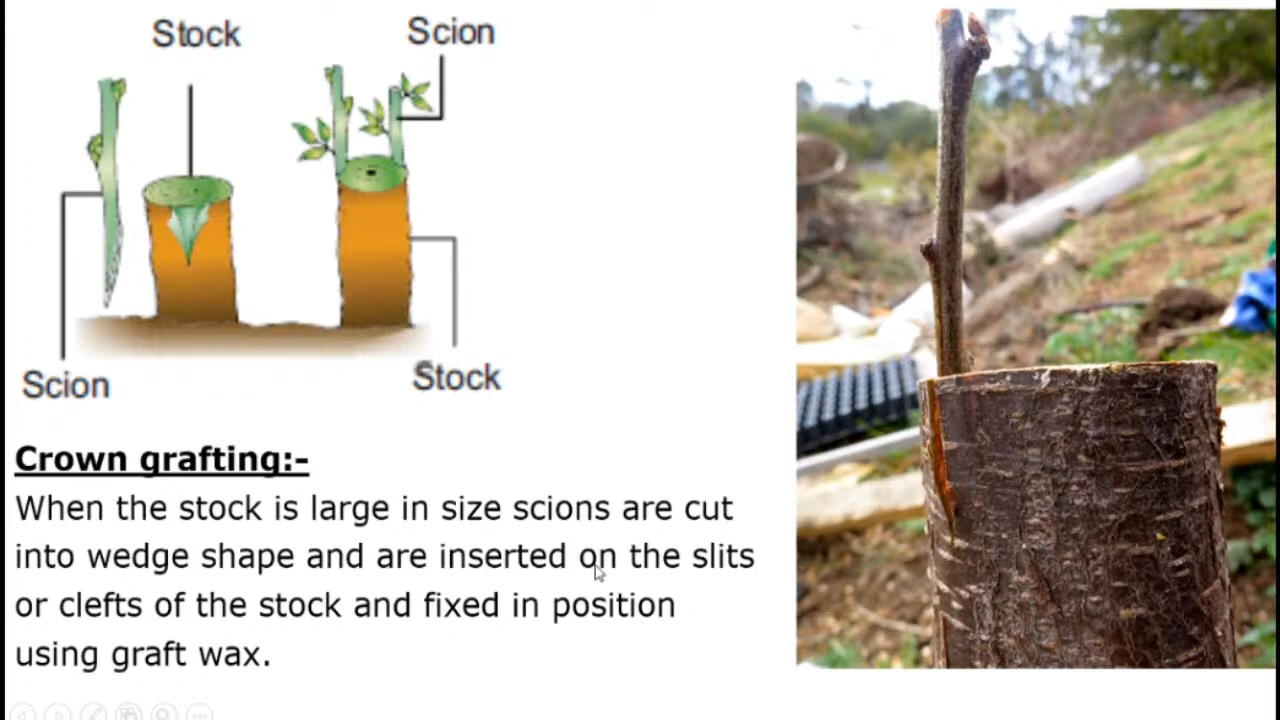 Stock
Scion
Scion
Stock
Crown grafting:-
When the stock is large in size scions are cut
into wedge shape and are inserted on the slits
or clefts of the stock and fixed in position
using graft wax.